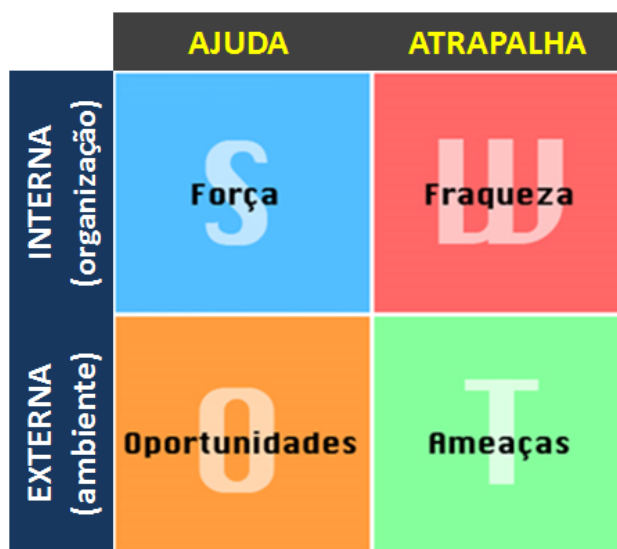 AJUDA
ATRAPALHA
INTERNA
(organização)
S
Força
W
Fraqueza
EXTERNA
(ambiente)
O
Oportunidades
T
Ameaças